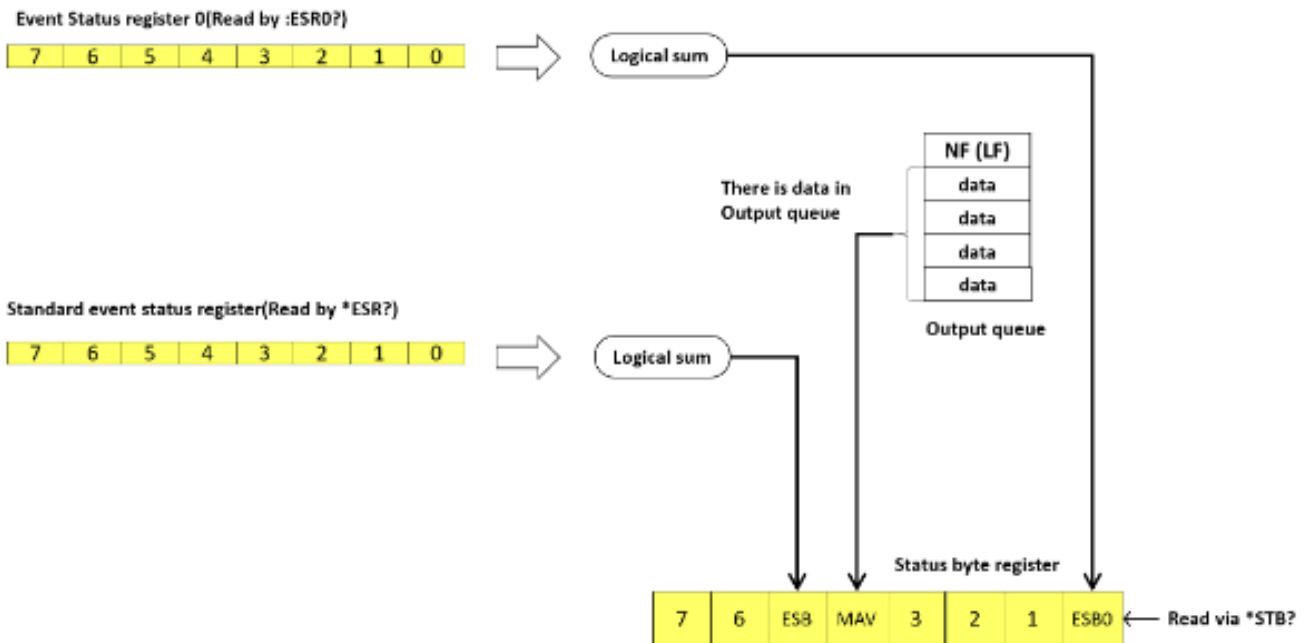 Event Status register 0(Read by :ESR0?)
7 6 5 4 3 2 1 0
Logical sum
NF (LF)
data
data
data
data
There is data in
Output queue
Output queue
Standard event status register(Read by *ESR?)
7 6 5 4 3 2 1 0
Logical sum
Status byte register
7 6 ESB MAV 3 2 1 ESB0
Read via *STB?